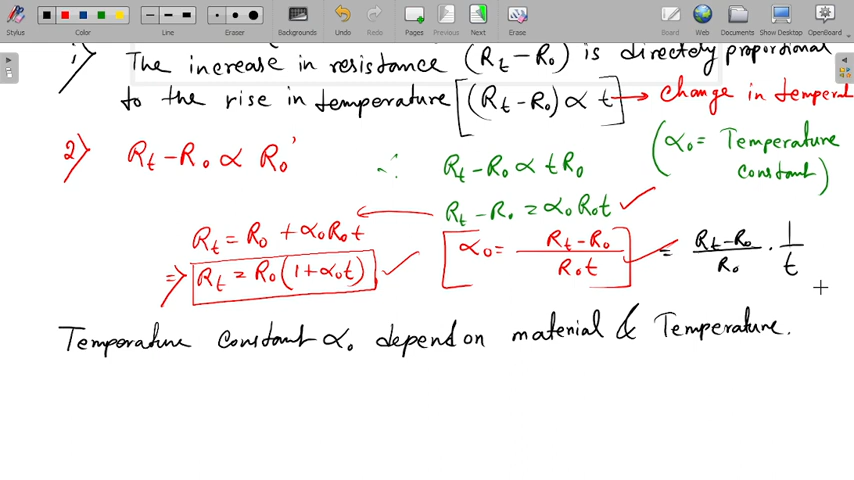 Stylus
Color
Line
Eraser
Backgrounds
Undo
Redo
Pages
Previous
Next
Erase
Board
Web
Documents
Show Desktop
OpenBoard
1) The increase in resistance (Rt-R0) is directely proportional
to the rise in temperature [(Rt-R0) ∝ t] → change in temperat
2) Rt-R0 ∝ R0
∴ Rt-R0 ∝ tR0
(α0 = Temperature
constant)
Rt-R0 = α0R0t ✓
Rt = R0 + α0R0t
⇒ Rt = R0(1+α0t) ✓
[α0 = (Rt-R0)/(R0t)] ✓ = (Rt-R0)/R0 · 1/t
Temperature constant α0 depend on material & Temperature.